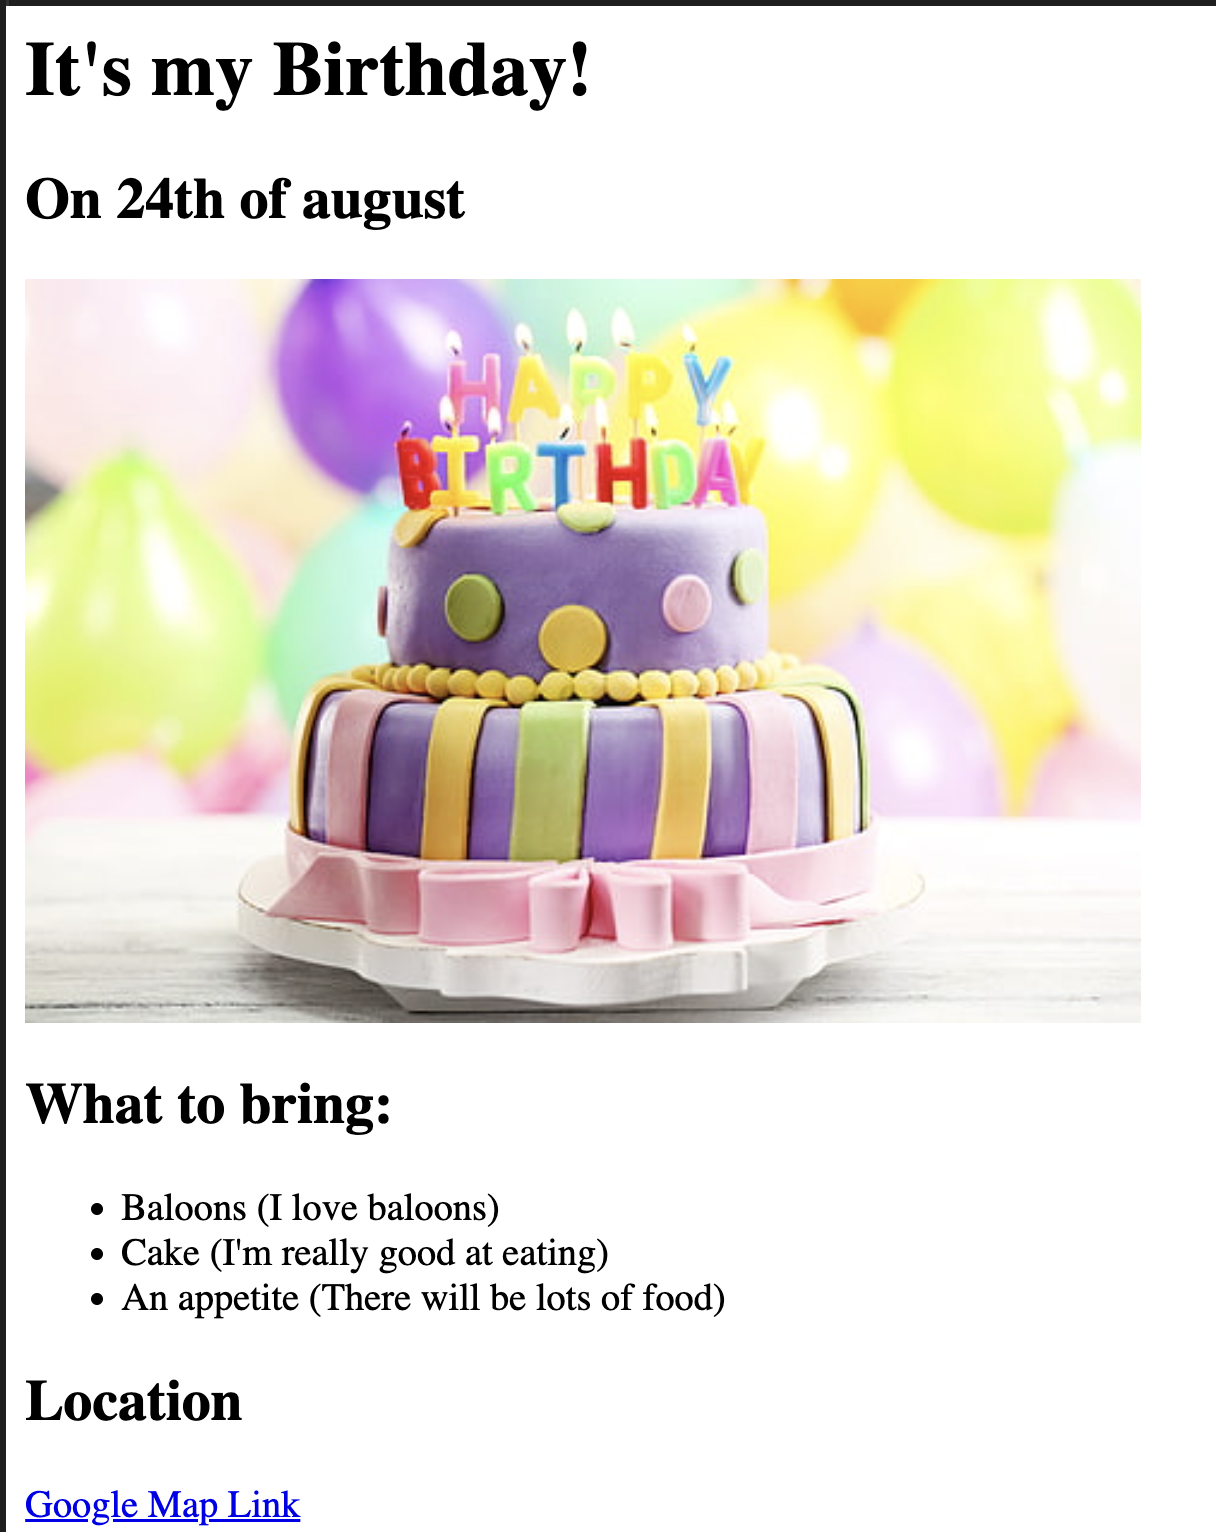 It's my Birthday!
On 24th of august
HAPPY
BIRTHDAY
What to bring:
Baloons (I love baloons)
Cake (I'm really good at eating)
An appetite (There will be lots of food)
Location
Google Map Link